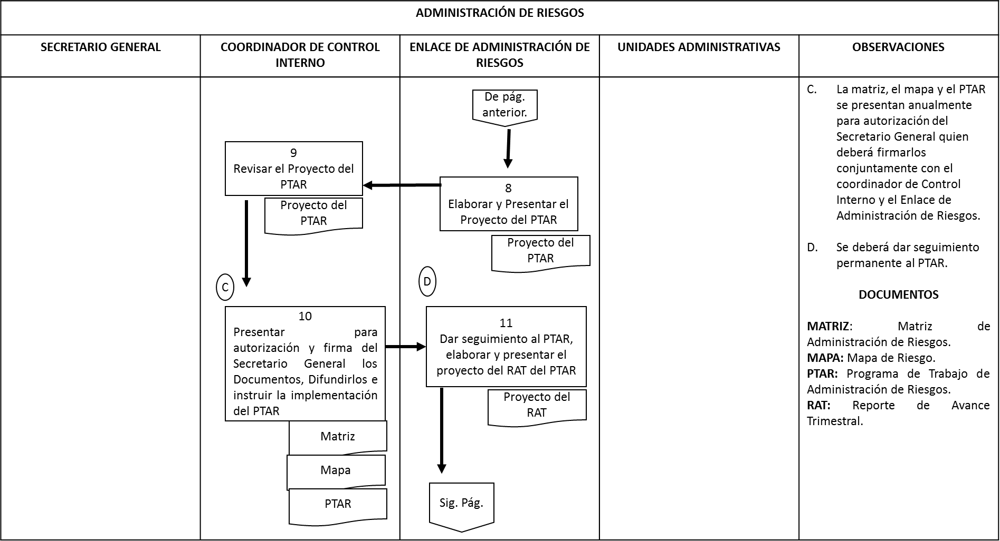 ADMINISTRACIÓN DE RIESGOS
SECRETARIO GENERAL
COORDINADOR DE CONTROL
INTERNO
ENLACE DE ADMINISTRACIÓN DE
RIESGOS
UNIDADES ADMINISTRATIVAS
OBSERVACIONES
De pág.
anterior.
8
Elaborar y Presentar el
Proyecto del PTAR
Proyecto del
PTAR
9
Revisar el Proyecto del
PTAR
Proyecto del
PTAR
C
10
Presentar para
autorización y firma del
Secretario General los
Documentos, Difundirlos e
instruir la implementación
del PTAR
Matriz
Mapa
PTAR
D
11
Dar seguimiento al PTAR,
elaborar y presentar el
proyecto del RAT del PTAR
Proyecto del
RAT
Sig. Pág.
C. La matriz, el mapa y el PTAR
se presentan anualmente
para autorización del
Secretario General quien
deberá firmarlos
conjuntamente con el
coordinador de Control
Interno y el Enlace de
Administración de Riesgos.
D. Se deberá dar seguimiento
permanente al PTAR.
DOCUMENTOS
MATRIZ: Matriz de
Administración de Riesgos.
MAPA: Mapa de Riesgo.
PTAR: Programa de Trabajo de
Administración de Riesgos.
RAT: Reporte de Avance
Trimestral.